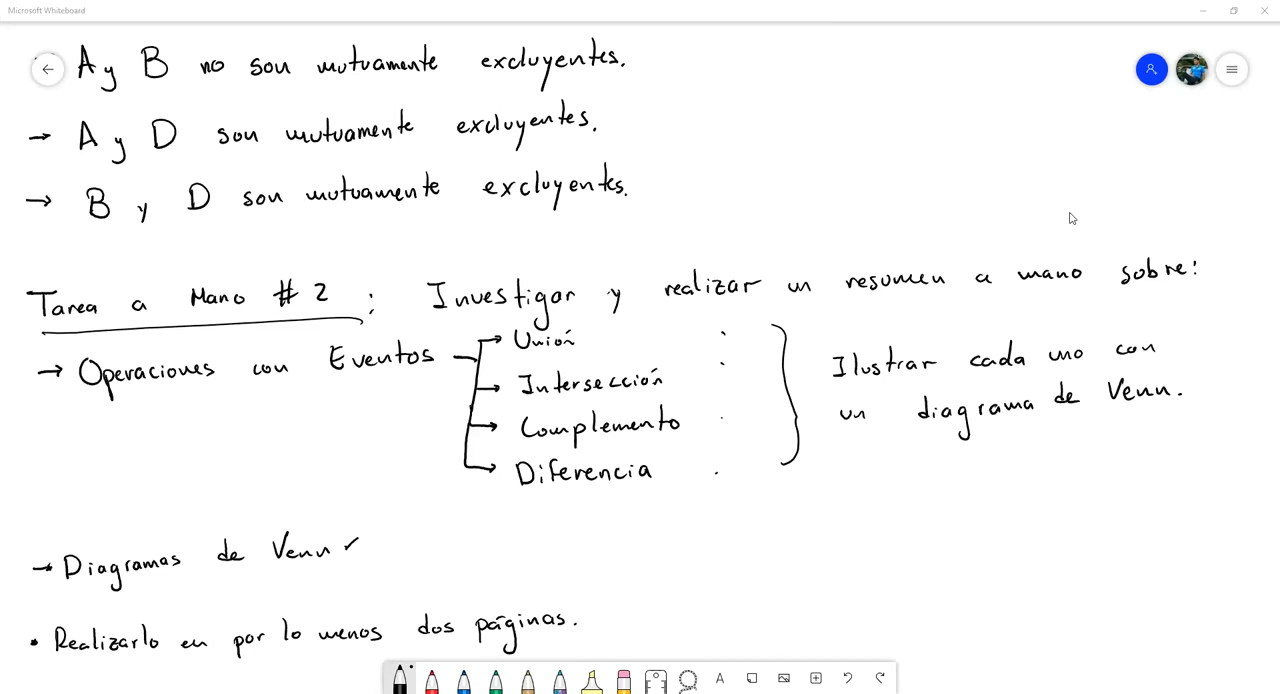 Microsoft Whiteboard
A y B no son mutuamente excluyentes.
→ A y D son mutuamente excluyentes.
→ B y D son mutuamente excluyentes.
Tarea a Mano # 2 : Investigar y realizar un resumen a mano sobre:
→ Operaciones con Eventos → Unión
→ Intersección
→ Complemento
→ Diferencia
Ilustrar cada uno con
un diagrama de Venn.
→ Diagramas de Venn ✓
• Realizarlo en por lo menos dos páginas.
A